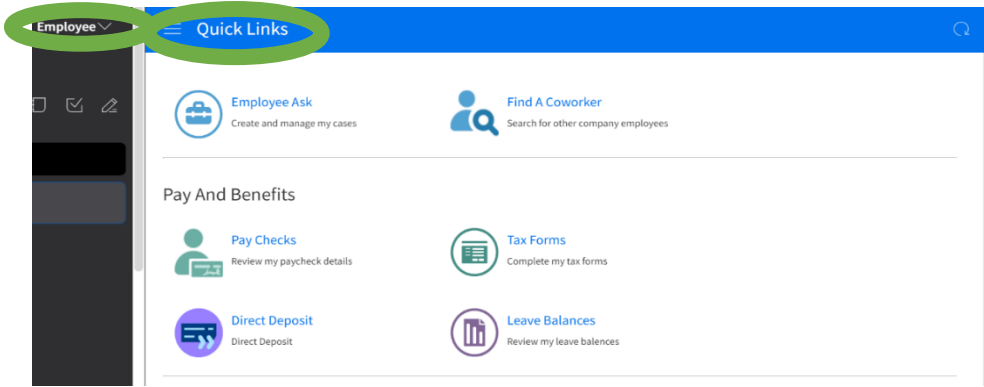 Employee
Quick Links
Employee Ask
Create and manage my cases
Find A Coworker
Search for other company employees
Pay And Benefits
Pay Checks
Review my paycheck details
Tax Forms
Complete my tax forms
Direct Deposit
Direct Deposit
Leave Balances
Review my leave balences